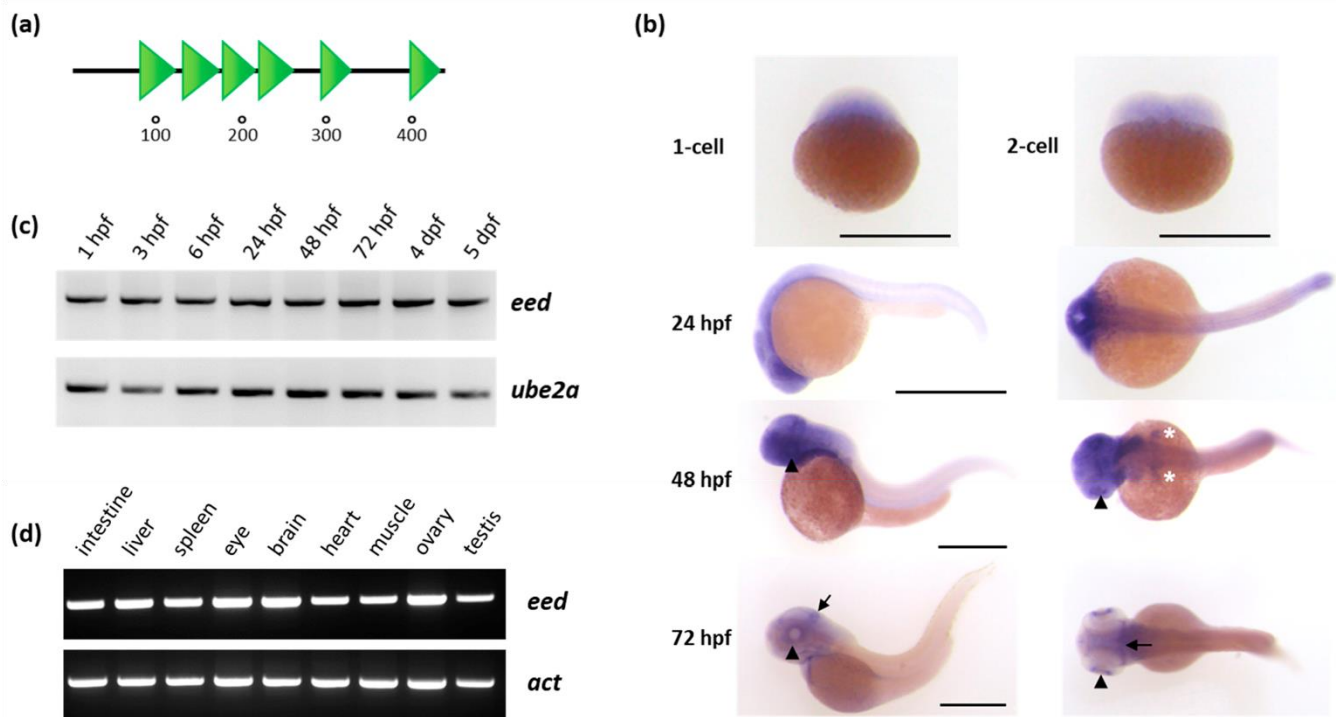 (a)
100 200 300 400
(b)
1-cell
2-cell
24 hpf
48 hpf
* *
72 hpf
(c)
1 hpf 3 hpf 6 hpf 24 hpf 48 hpf 72 hpf 4 dpf 5 dpf
eed
ube2a
(d)
intestine liver spleen eye brain heart muscle ovary testis
eed
act